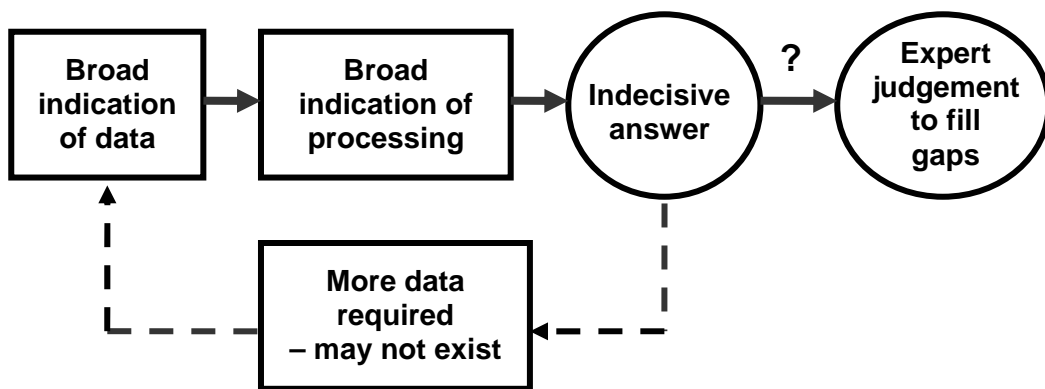 Broad
indication
of data
Broad
indication of
processing
Indecisive
answer
?
Expert
judgement
to fill
gaps
More data
required
– may not exist